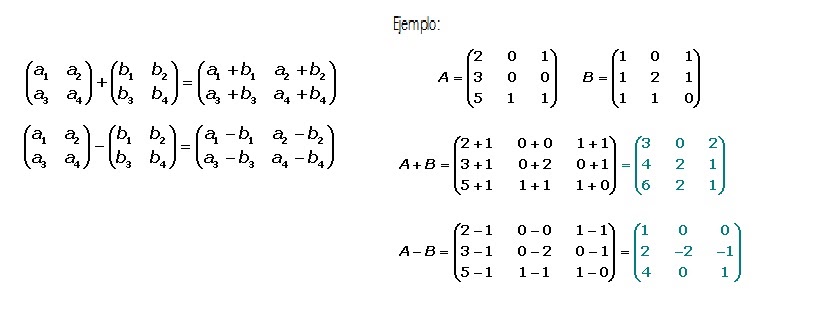 (a₁ a₂
a₃ a₄) + (b₁ b₂
b₃ b₄) = (a₁ + b₁ a₂ + b₂
a₃ + b₃ a₄ + b₄)
(a₁ a₂
a₃ a₄) − (b₁ b₂
b₃ b₄) = (a₁ − b₁ a₂ − b₂
a₃ − b₃ a₄ − b₄)
Ejemplo:
A = (2 0 1
3 0 0
5 1 1)
B = (1 0 1
1 2 1
1 1 0)
A + B = (2 + 1 0 + 0 1 + 1
3 + 1 0 + 2 0 + 1
5 + 1 1 + 1 1 + 0) = (3 0 2
4 2 1
6 2 1)
A − B = (2 − 1 0 − 0 1 − 1
3 − 1 0 − 2 0 − 1
5 − 1 1 − 1 1 − 0) = (1 0 0
2 −2 −1
4 0 1)